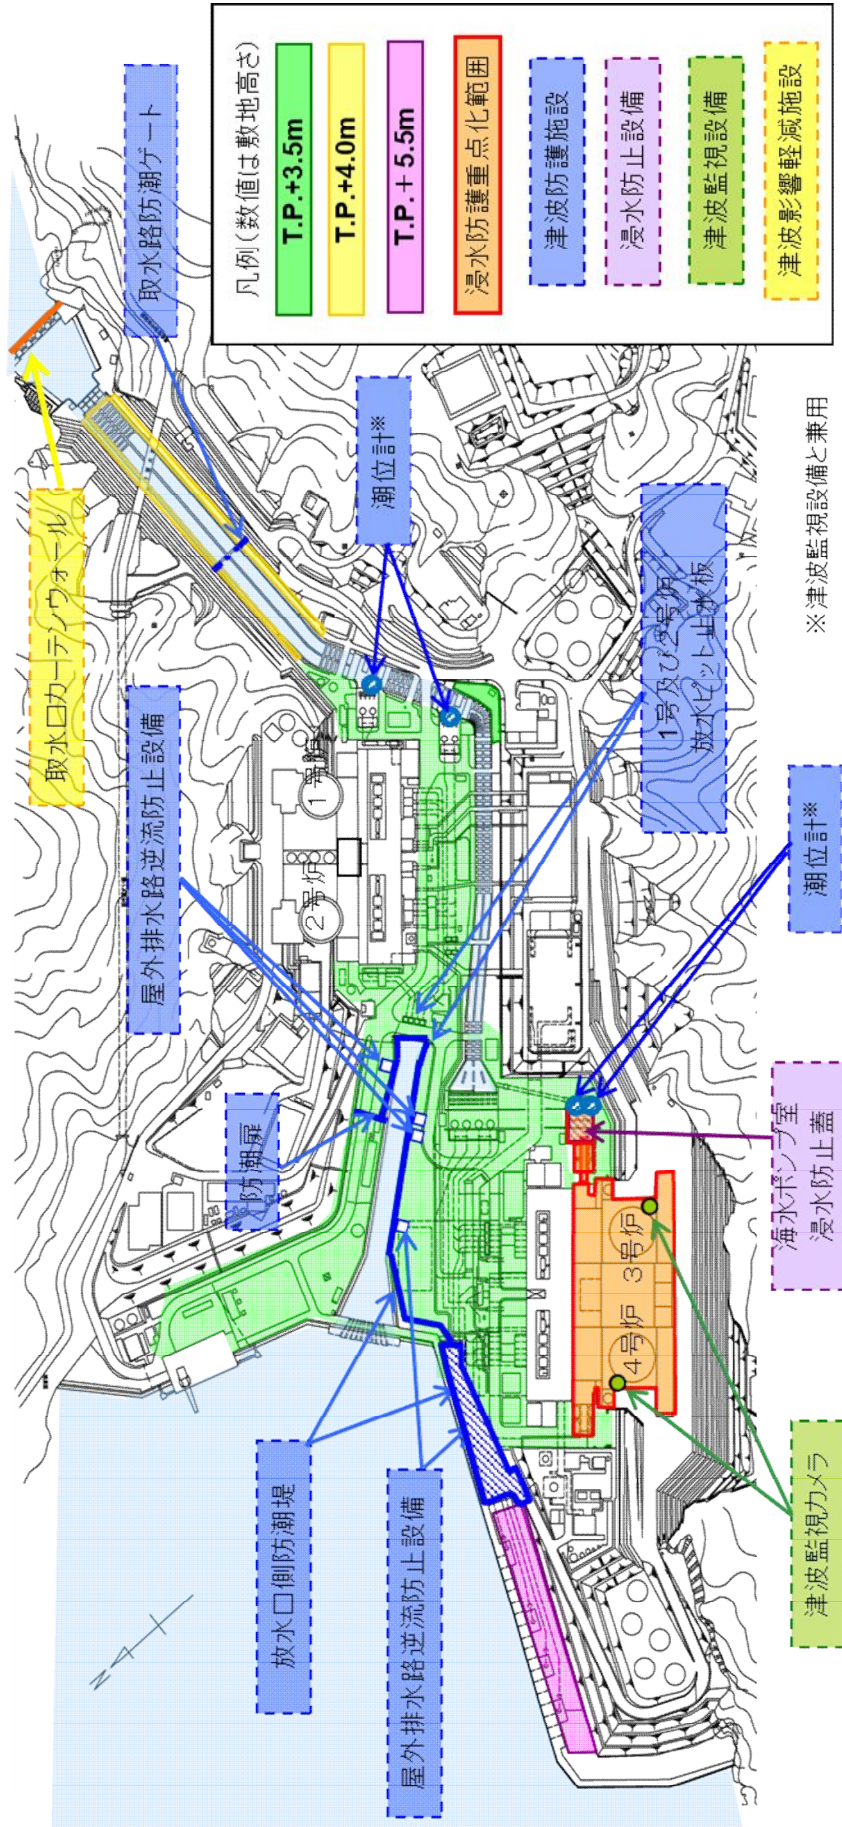 凡例(数値は敷地高さ)
T.P.+3.5m
T.P.+4.0m
T.P.+5.5m
浸水防護重点化範囲
津波防護施設
浸水防止設備
津波監視設備
津波影響軽減施設
取水路防潮ゲート
取水口カーテンウォール
潮位計※
屋外排水路逆流防止設備
1号及び2号炉
放水ピット止水板
防潮扉
潮位計※
海水ポンプ室
浸水防止蓋
放水口側防潮堤
屋外排水路逆流防止設備
津波監視カメラ
1号炉
2号炉
3号炉
4号炉
N
※津波監視設備と兼用